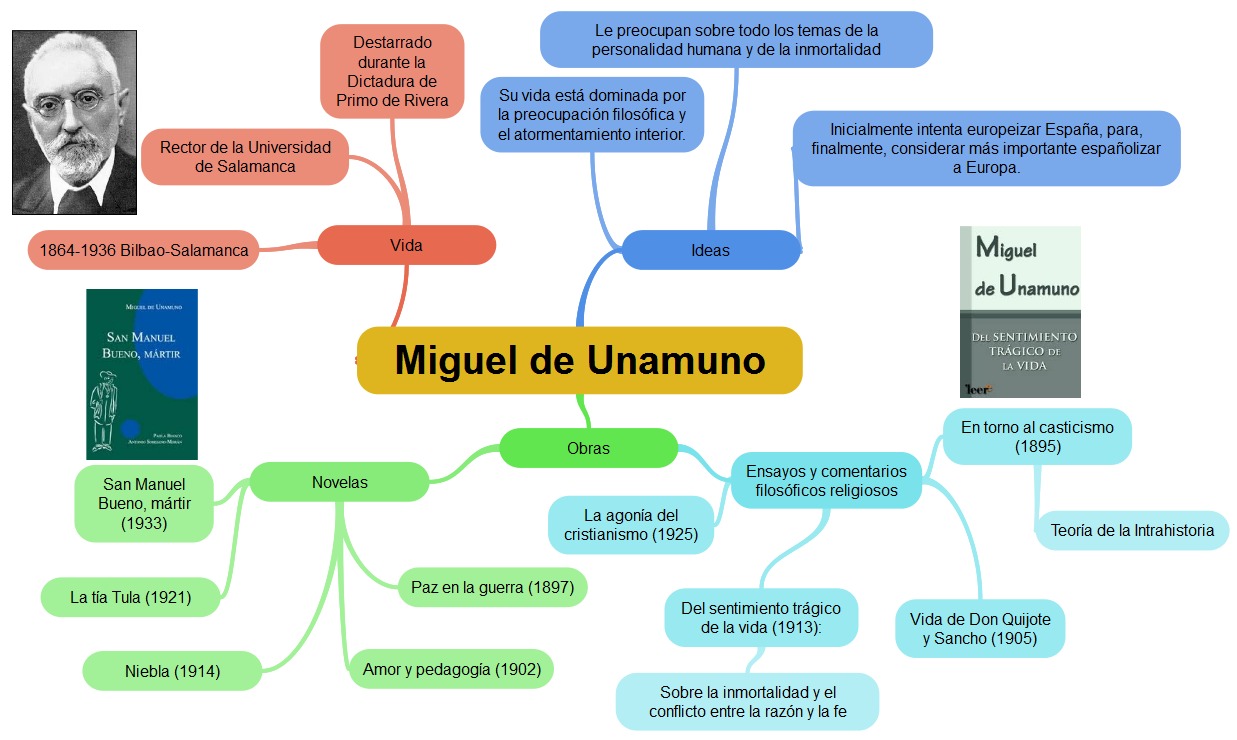 Destarrado
durante la
Dictadura de
Primo de Rivera
Rector de la Universidad
de Salamanca
1864-1936 Bilbao-Salamanca
Vida
Le preocupan sobre todo los temas de la
personalidad humana y de la inmortalidad
Su vida está dominada por
la preocupación filosófica y
el atormentamiento interior.
Inicialmente intenta europeizar España, para,
finalmente, considerar más importante españolizar
a Europa.
Ideas
Miguel de Unamuno
MIGUEL DE UNAMUNO
SAN MANUEL
BUENO, MÁRTIR
Miguel
de Unamuno
DEL SENTIMIENTO
TRÁGICO DE
LA VIDA
leer
Obras
Novelas
San Manuel
Bueno, mártir
(1933)
La tía Tula (1921)
Niebla (1914)
Amor y pedagogía (1902)
Paz en la guerra (1897)
Ensayos y comentarios
filosóficos religiosos
La agonía del
cristianismo (1925)
Del sentimiento trágico
de la vida (1913):
Sobre la inmortalidad y el
conflicto entre la razón y la fe
Vida de Don Quijote
y Sancho (1905)
En torno al casticismo
(1895)
Teoría de la Intrahistoria